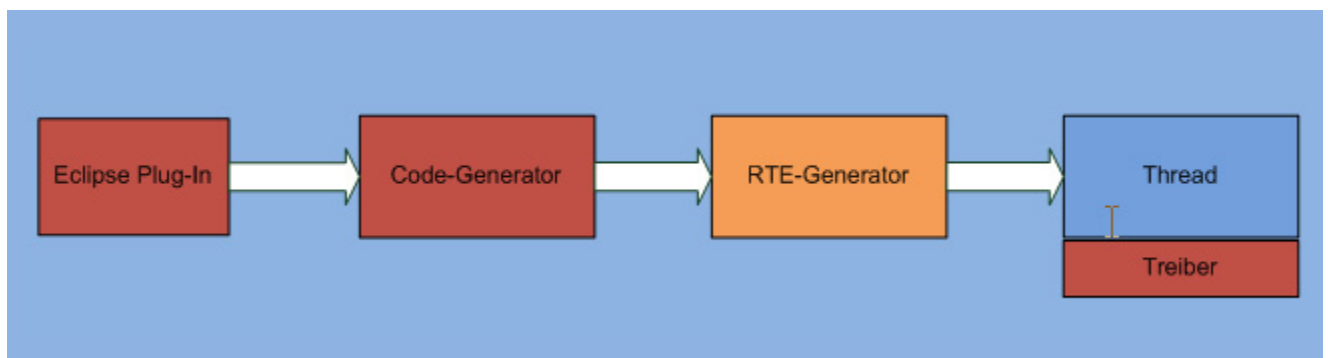 Eclipse Plug-In
Code-Generator
RTE-Generator
Thread
Treiber